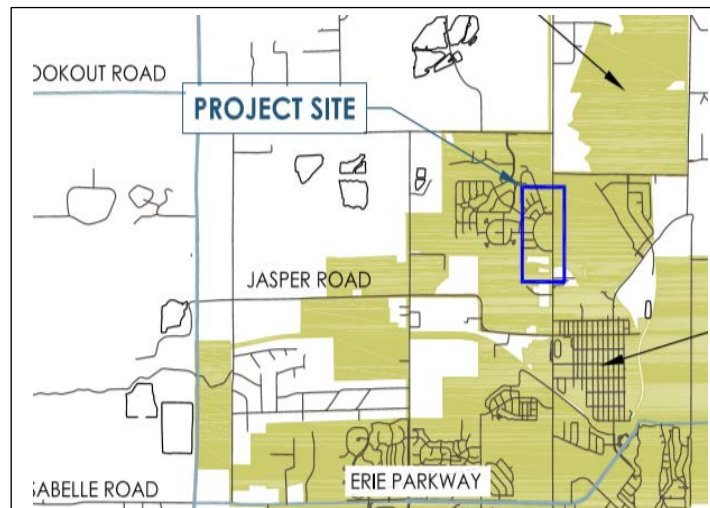 OOKOUT ROAD
PROJECT SITE
JASPER ROAD
SABELLE ROAD
ERIE PARKWAY